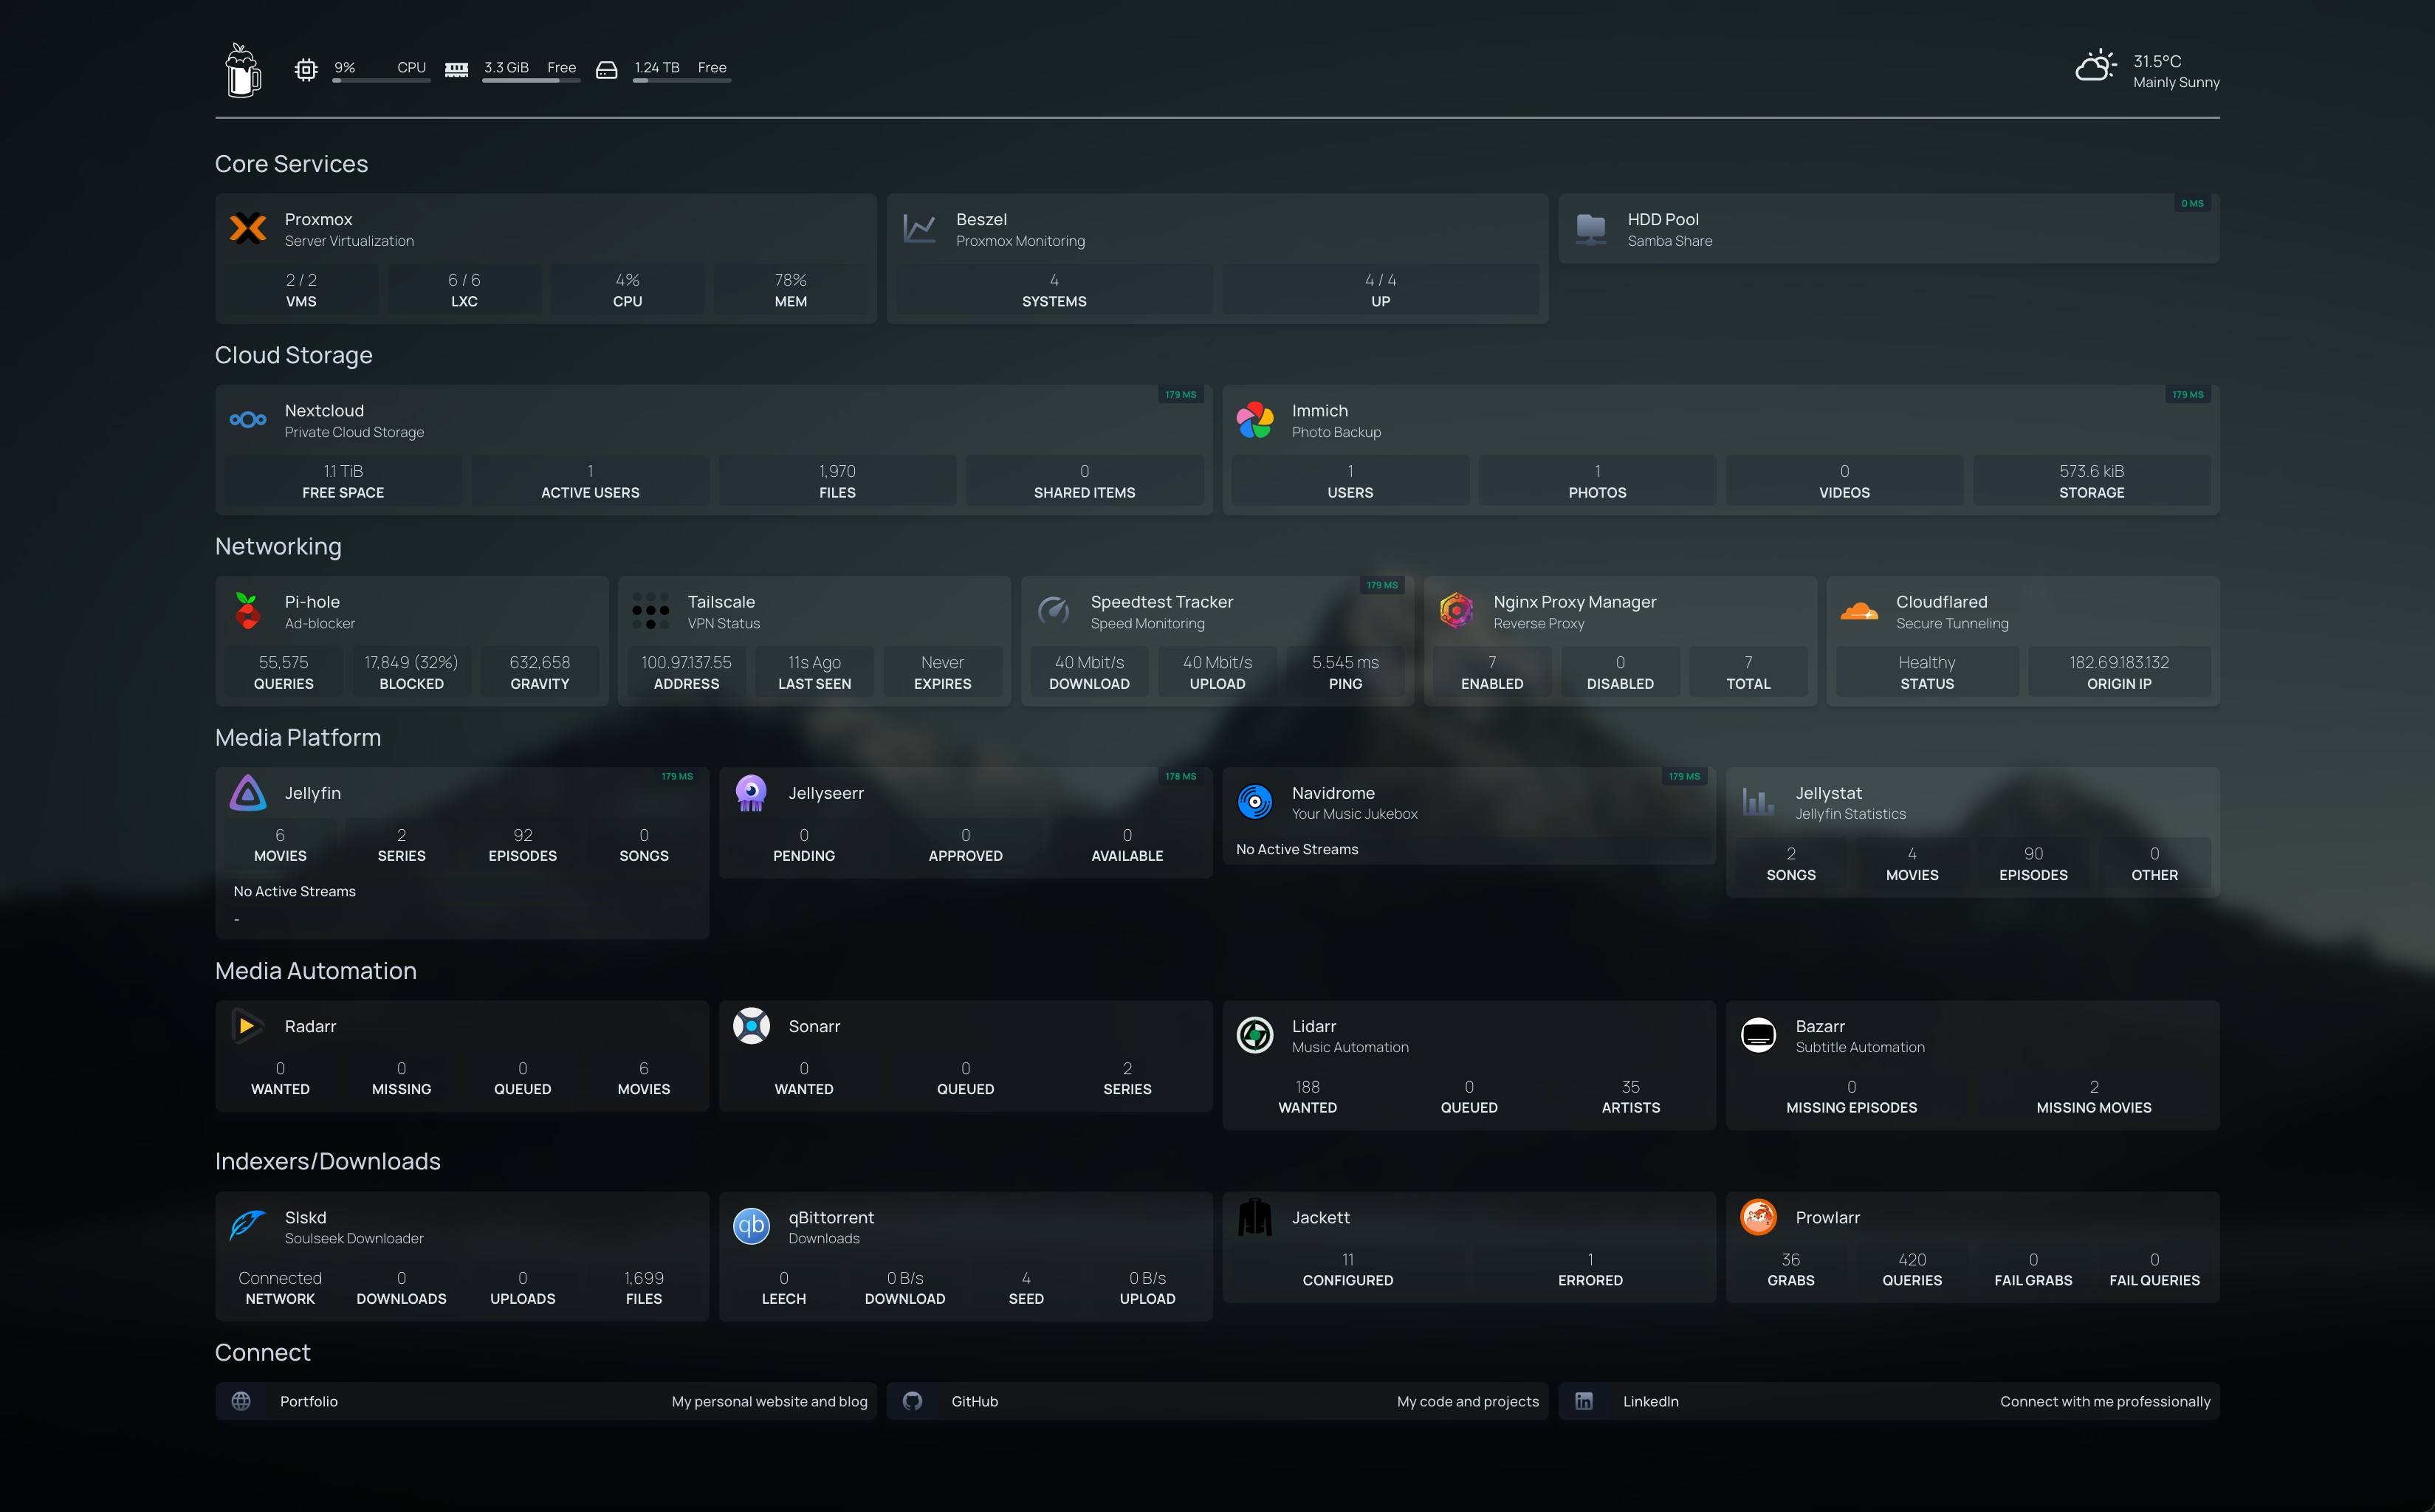 9% CPU 3.3 GiB Free 1.24 TB Free
31.5°C
Mainly Sunny
Core Services
Proxmox
Server Virtualization
2 / 2 6 / 6 4% 78%
VMS LXC CPU MEM
Beszel
Proxmox Monitoring
4 4 / 4
SYSTEMS UP
0 MS
HDD Pool
Samba Share
Cloud Storage
179 MS
Nextcloud
Private Cloud Storage
1.1 TiB 1 1,970 0
FREE SPACE ACTIVE USERS FILES SHARED ITEMS
179 MS
Immich
Photo Backup
1 1 0 573.6 kiB
USERS PHOTOS VIDEOS STORAGE
Networking
Pi-hole
Ad-blocker
55,575 17,849 (32%) 632,658
QUERIES BLOCKED GRAVITY
Tailscale
VPN Status
100.97.137.55 11s Ago Never
ADDRESS LAST SEEN EXPIRES
179 MS
Speedtest Tracker
Speed Monitoring
40 Mbit/s 40 Mbit/s 5.545 ms
DOWNLOAD UPLOAD PING
Nginx Proxy Manager
Reverse Proxy
7 0 7
ENABLED DISABLED TOTAL
Cloudflared
Secure Tunneling
Healthy 182.69.183.132
STATUS ORIGIN IP
Media Platform
179 MS
Jellyfin
6 2 92 0
MOVIES SERIES EPISODES SONGS
No Active Streams
-
178 MS
Jellyseerr
0 0 0
PENDING APPROVED AVAILABLE
179 MS
Navidrome
Your Music Jukebox
No Active Streams
Jellystat
Jellyfin Statistics
2 4 90 0
SONGS MOVIES EPISODES OTHER
Media Automation
Radarr
0 0 0 6
WANTED MISSING QUEUED MOVIES
Sonarr
0 0 2
WANTED QUEUED SERIES
Lidarr
Music Automation
188 0 35
WANTED QUEUED ARTISTS
Bazarr
Subtitle Automation
0 2
MISSING EPISODES MISSING MOVIES
Indexers/Downloads
Slskd
Soulseek Downloader
Connected 0 0 1,699
NETWORK DOWNLOADS UPLOADS FILES
qb
qBittorrent
Downloads
0 0 B/s 4 0 B/s
LEECH DOWNLOAD SEED UPLOAD
Jackett
11 1
CONFIGURED ERRORED
Prowlarr
36 420 0 0
GRABS QUERIES FAIL GRABS FAIL QUERIES
Connect
Portfolio My personal website and blog
GitHub My code and projects
in LinkedIn Connect with me professionally